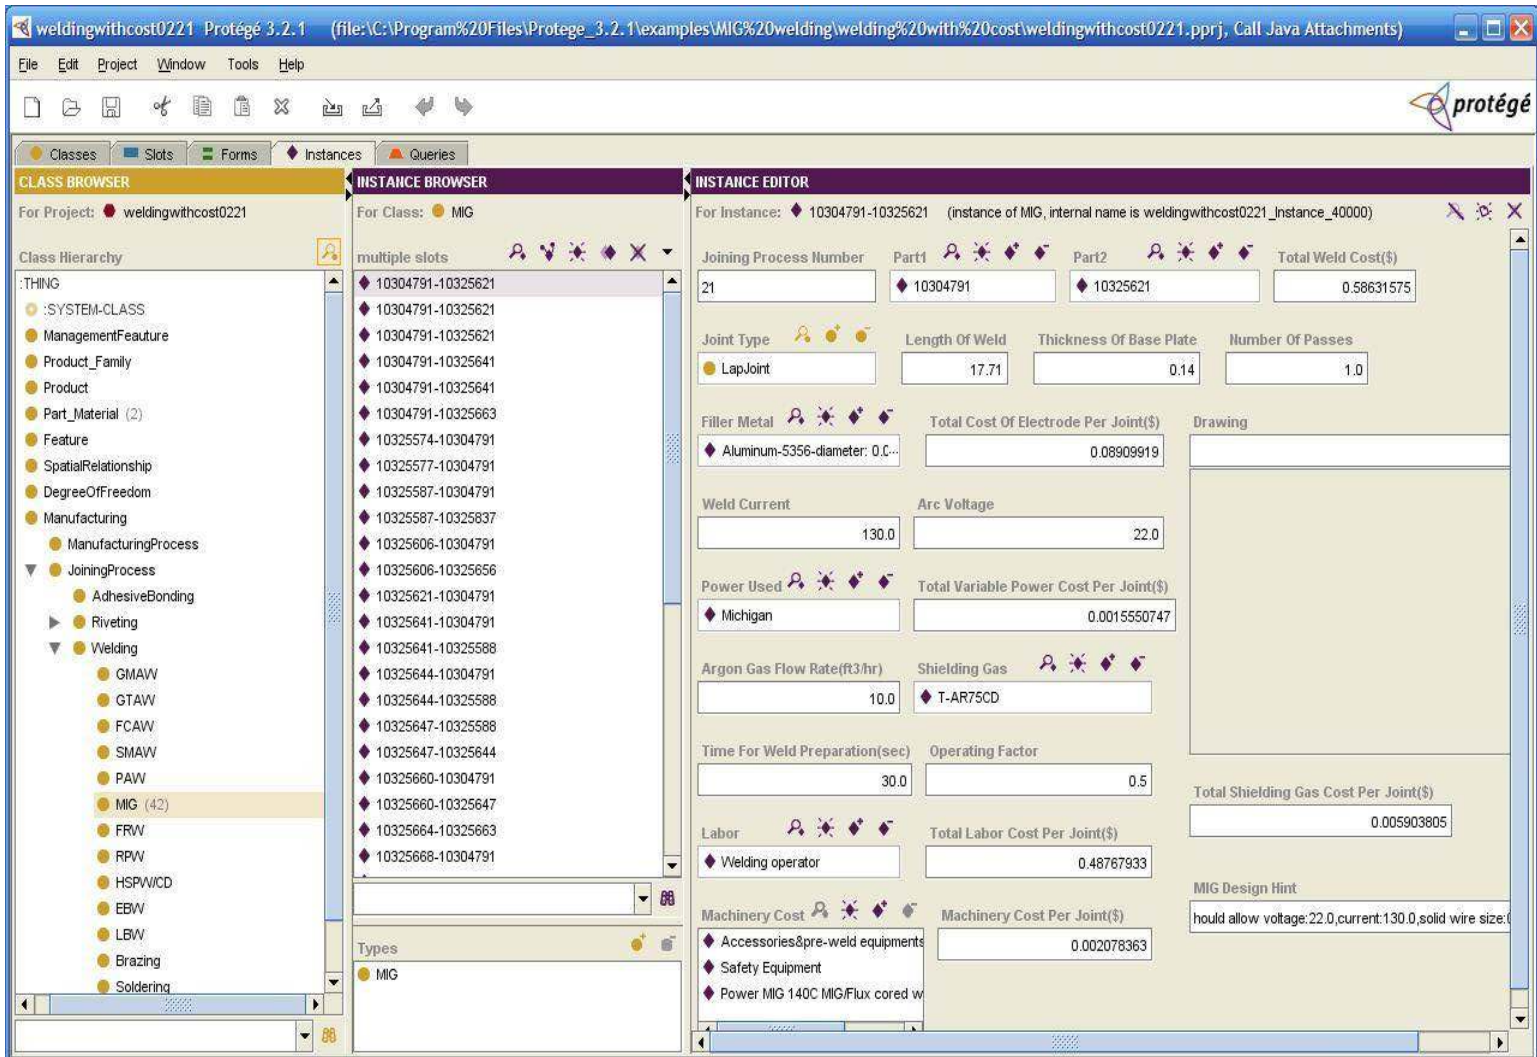 weldingwithcost0221 Protégé 3.2.1 (file:\C:\Program%20Files\Protege_3.2.1\examples\MIG%20welding\welding%20with%20cost\weldingwithcost0221.pprj, Call Java Attachments)
File Edit Project Window Tools Help
protégé
Classes Slots Forms Instances Queries
CLASS BROWSER
For Project: weldingwithcost0221
Class Hierarchy
:THING
:SYSTEM-CLASS
ManagementFeauture
Product_Family
Product
Part_Material (2)
Feature
SpatialRelationship
DegreeOfFreedom
Manufacturing
ManufacturingProcess
JoiningProcess
AdhesiveBonding
Riveting
Welding
GMAW
GTAW
FCAW
SMAW
PAW
MIG (42)
FRW
RPW
HSPW/CD
EBW
LBW
Brazing
Soldering
INSTANCE BROWSER
For Class: MIG
multiple slots
10304791-10325621
10304791-10325621
10304791-10325621
10304791-10325641
10304791-10325641
10304791-10325663
10325574-10304791
10325577-10304791
10325587-10304791
10325587-10325837
10325606-10304791
10325606-10325656
10325621-10304791
10325641-10304791
10325641-10325588
10325644-10304791
10325644-10325588
10325647-10325588
10325647-10325644
10325660-10304791
10325660-10325647
10325664-10325663
10325668-10304791
Types
MIG
INSTANCE EDITOR
For Instance: 10304791-10325621 (instance of MIG, internal name is weldingwithcost0221_Instance_40000)
Joining Process Number Part1 Part2 Total Weld Cost($)
21 10304791 10325621 0.58631575
Joint Type Length Of Weld Thickness Of Base Plate Number Of Passes
LapJoint 17.71 0.14 1.0
Filler Metal Total Cost Of Electrode Per Joint($) Drawing
Aluminum-5356-diameter: 0.0... 0.08909919
Weld Current Arc Voltage
130.0 22.0
Power Used Total Variable Power Cost Per Joint($)
Michigan 0.0015550747
Argon Gas Flow Rate(ft3/hr) Shielding Gas
10.0 T-AR75CD
Time For Weld Preparation(sec) Operating Factor
30.0 0.5
Total Shielding Gas Cost Per Joint($)
0.005903805
Labor Total Labor Cost Per Joint($)
Welding operator 0.48767933
MIG Design Hint
hould allow voltage:22.0,current:130.0,solid wire size:
Machinery Cost Machinery Cost Per Joint($)
Accessories&pre-weld equipments 0.002078363
Safety Equipment
Power MIG 140C MIG/Flux cored w